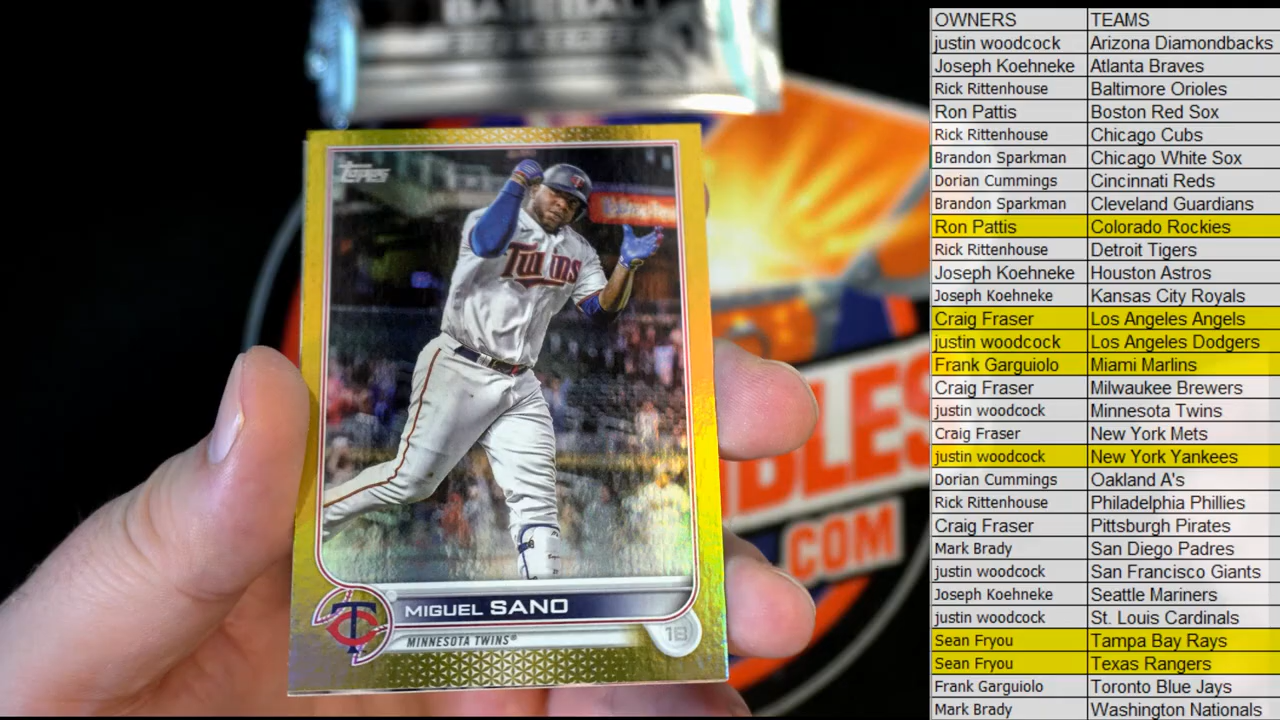 BASEBALL
Topps
Twins
MIGUEL SANO
MINNESOTA TWINS®
1B
COM
OWNERS TEAMS
justin woodcock Arizona Diamondbacks
Joseph Koehneke Atlanta Braves
Rick Rittenhouse Baltimore Orioles
Ron Pattis Boston Red Sox
Rick Rittenhouse Chicago Cubs
Brandon Sparkman Chicago White Sox
Dorian Cummings Cincinnati Reds
Brandon Sparkman Cleveland Guardians
Ron Pattis Colorado Rockies
Rick Rittenhouse Detroit Tigers
Joseph Koehneke Houston Astros
Joseph Koehneke Kansas City Royals
Craig Fraser Los Angeles Angels
justin woodcock Los Angeles Dodgers
Frank Garguiolo Miami Marlins
Craig Fraser Milwaukee Brewers
justin woodcock Minnesota Twins
Craig Fraser New York Mets
justin woodcock New York Yankees
Dorian Cummings Oakland A's
Rick Rittenhouse Philadelphia Phillies
Craig Fraser Pittsburgh Pirates
Mark Brady San Diego Padres
justin woodcock San Francisco Giants
Joseph Koehneke Seattle Mariners
justin woodcock St. Louis Cardinals
Sean Fryou Tampa Bay Rays
Sean Fryou Texas Rangers
Frank Garguiolo Toronto Blue Jays
Mark Brady Washington Nationals